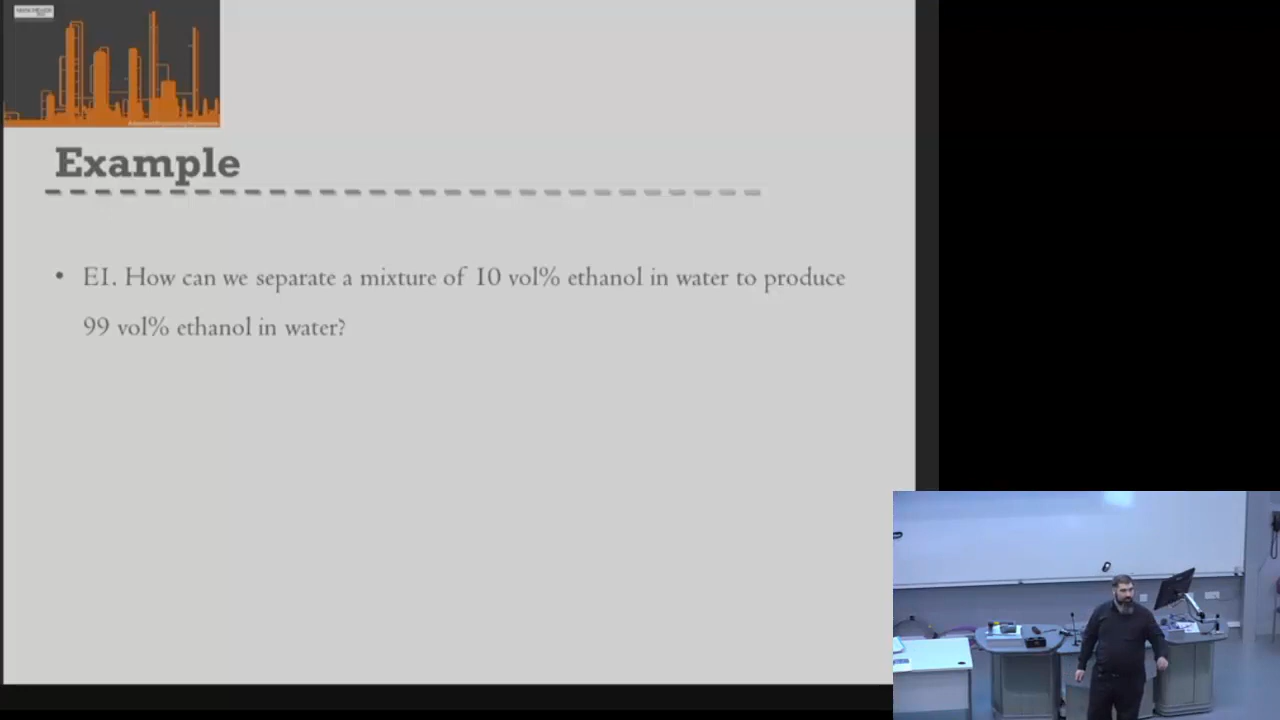 Example
• E1. How can we separate a mixture of 10 vol% ethanol in water to produce
99 vol% ethanol in water?